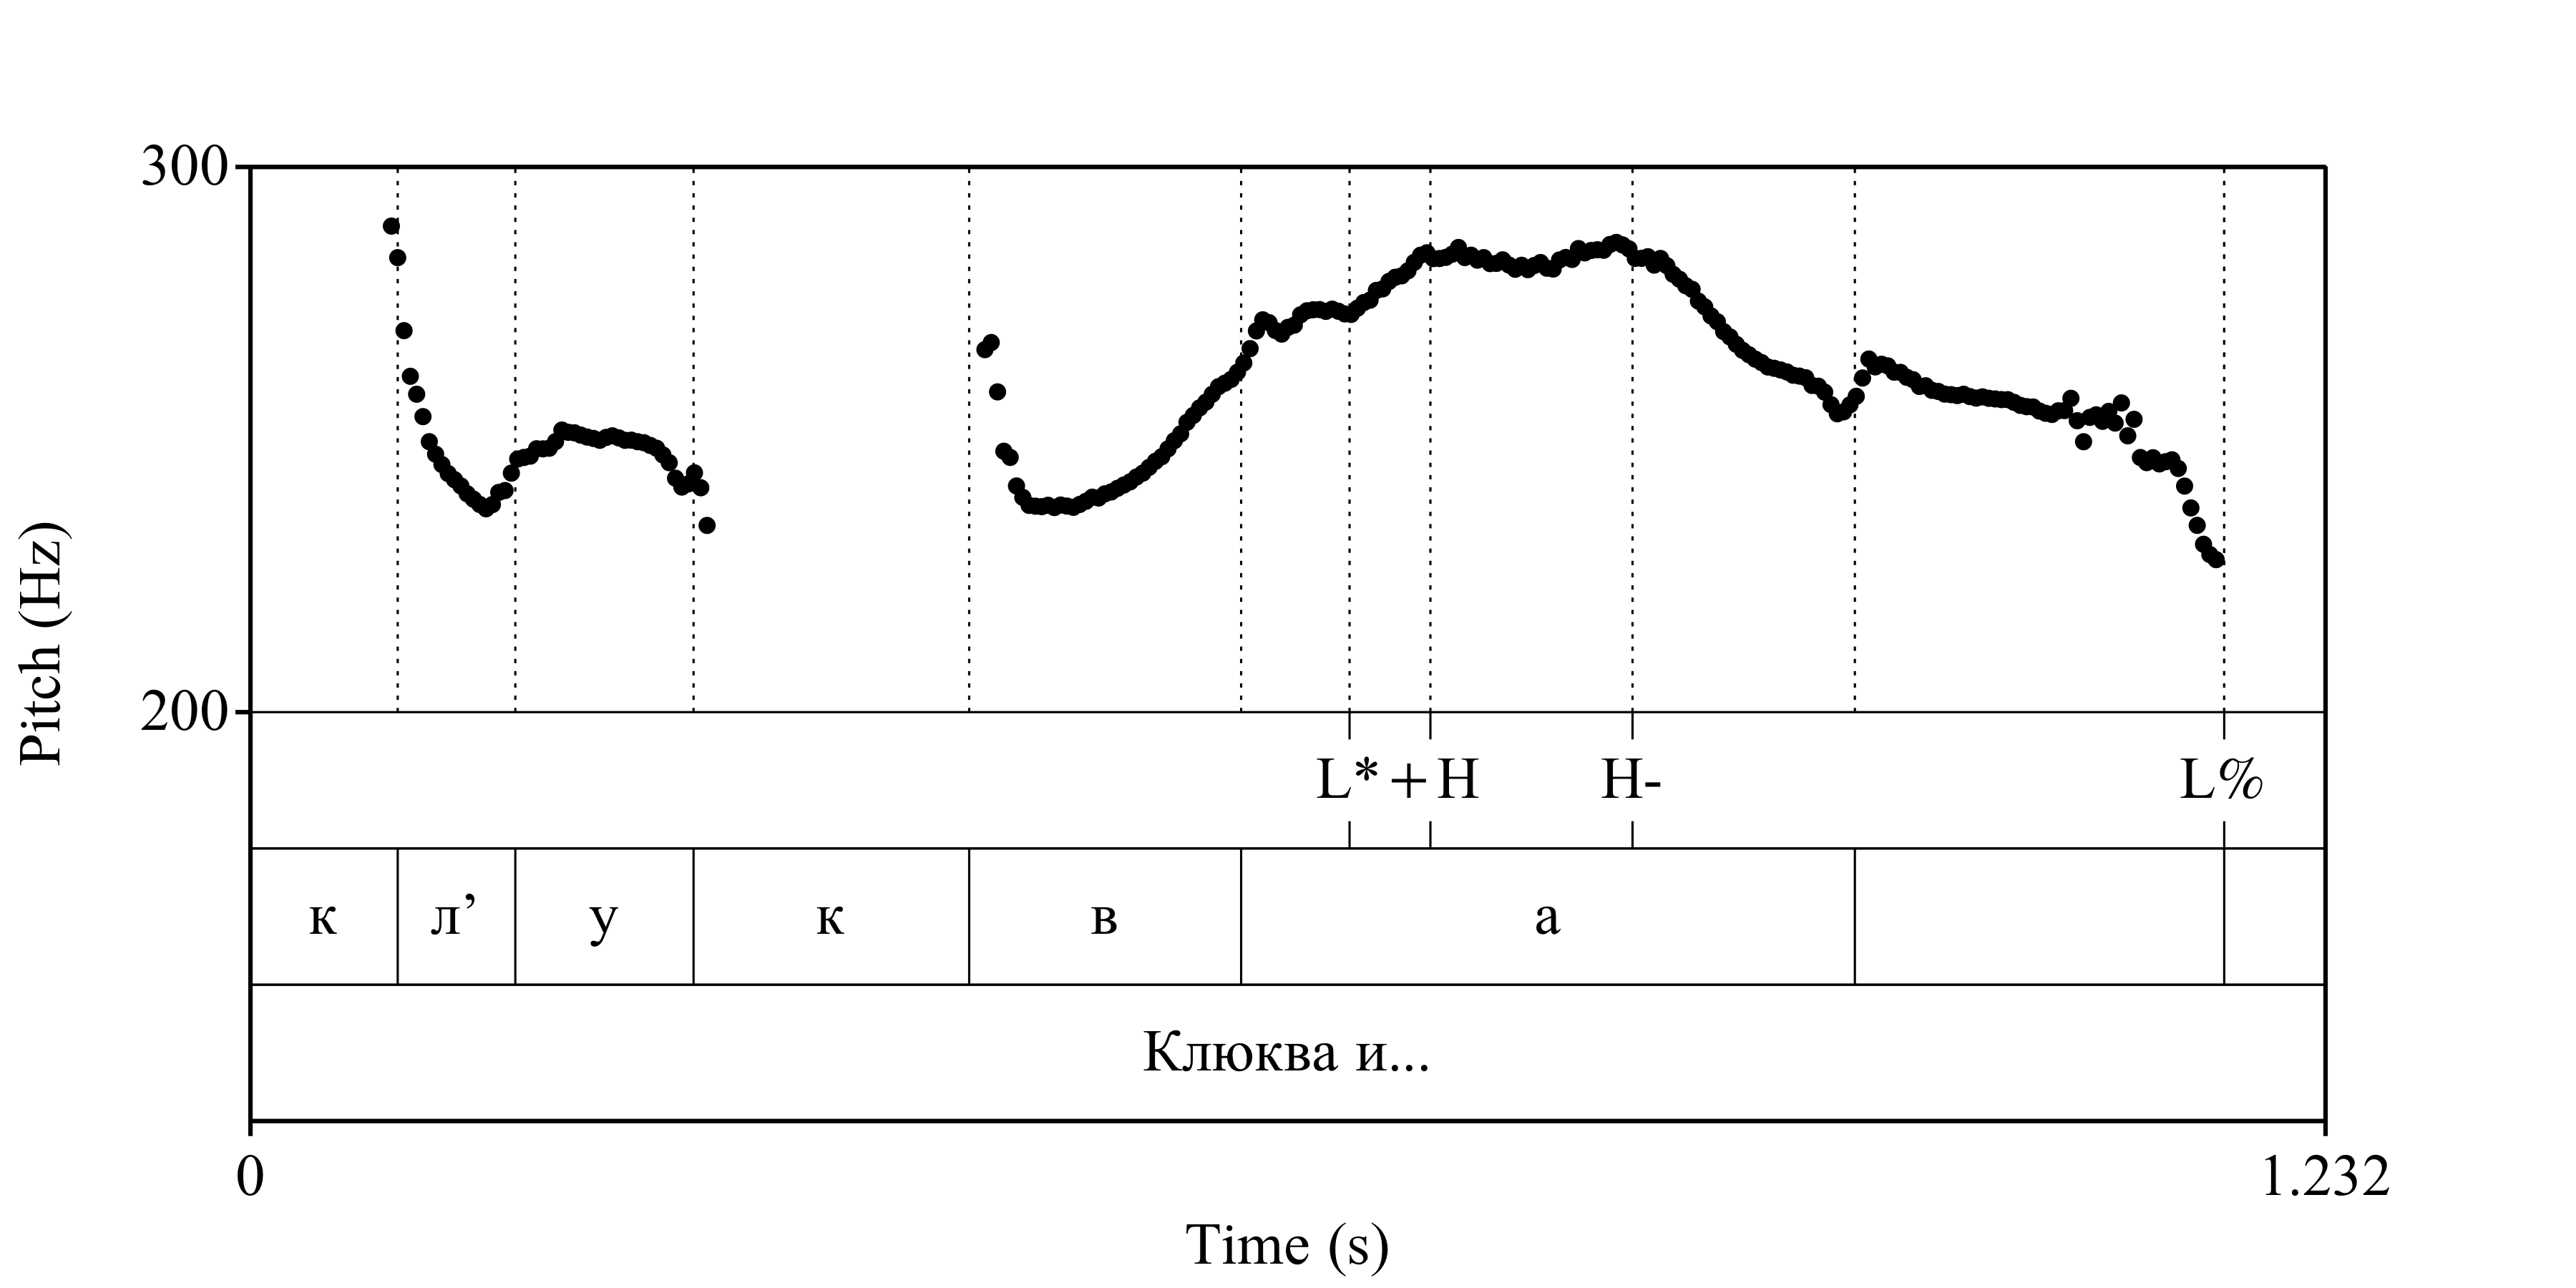 300
200
Pitch (Hz)
L* + H H- L%
к л’ у к в а
Клюква и...
0 1.232
Time (s)